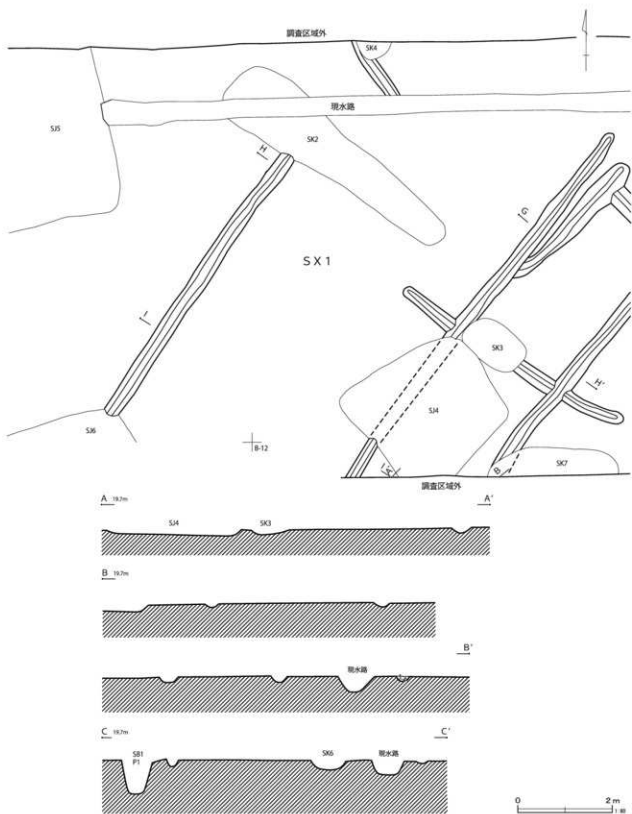 調査区域外
SK4
現水路
SJ5
SK2
H
G
SX1
I
SK3
H'
SJ4
SJ6
B-12
I'
A'
B
SK7
調査区域外
A 19.7m
SJ4
SK3
A'
B 19.7m
B'
現水路
C 19.7m
SB1
P1
SK6
現水路
C'
0
2m